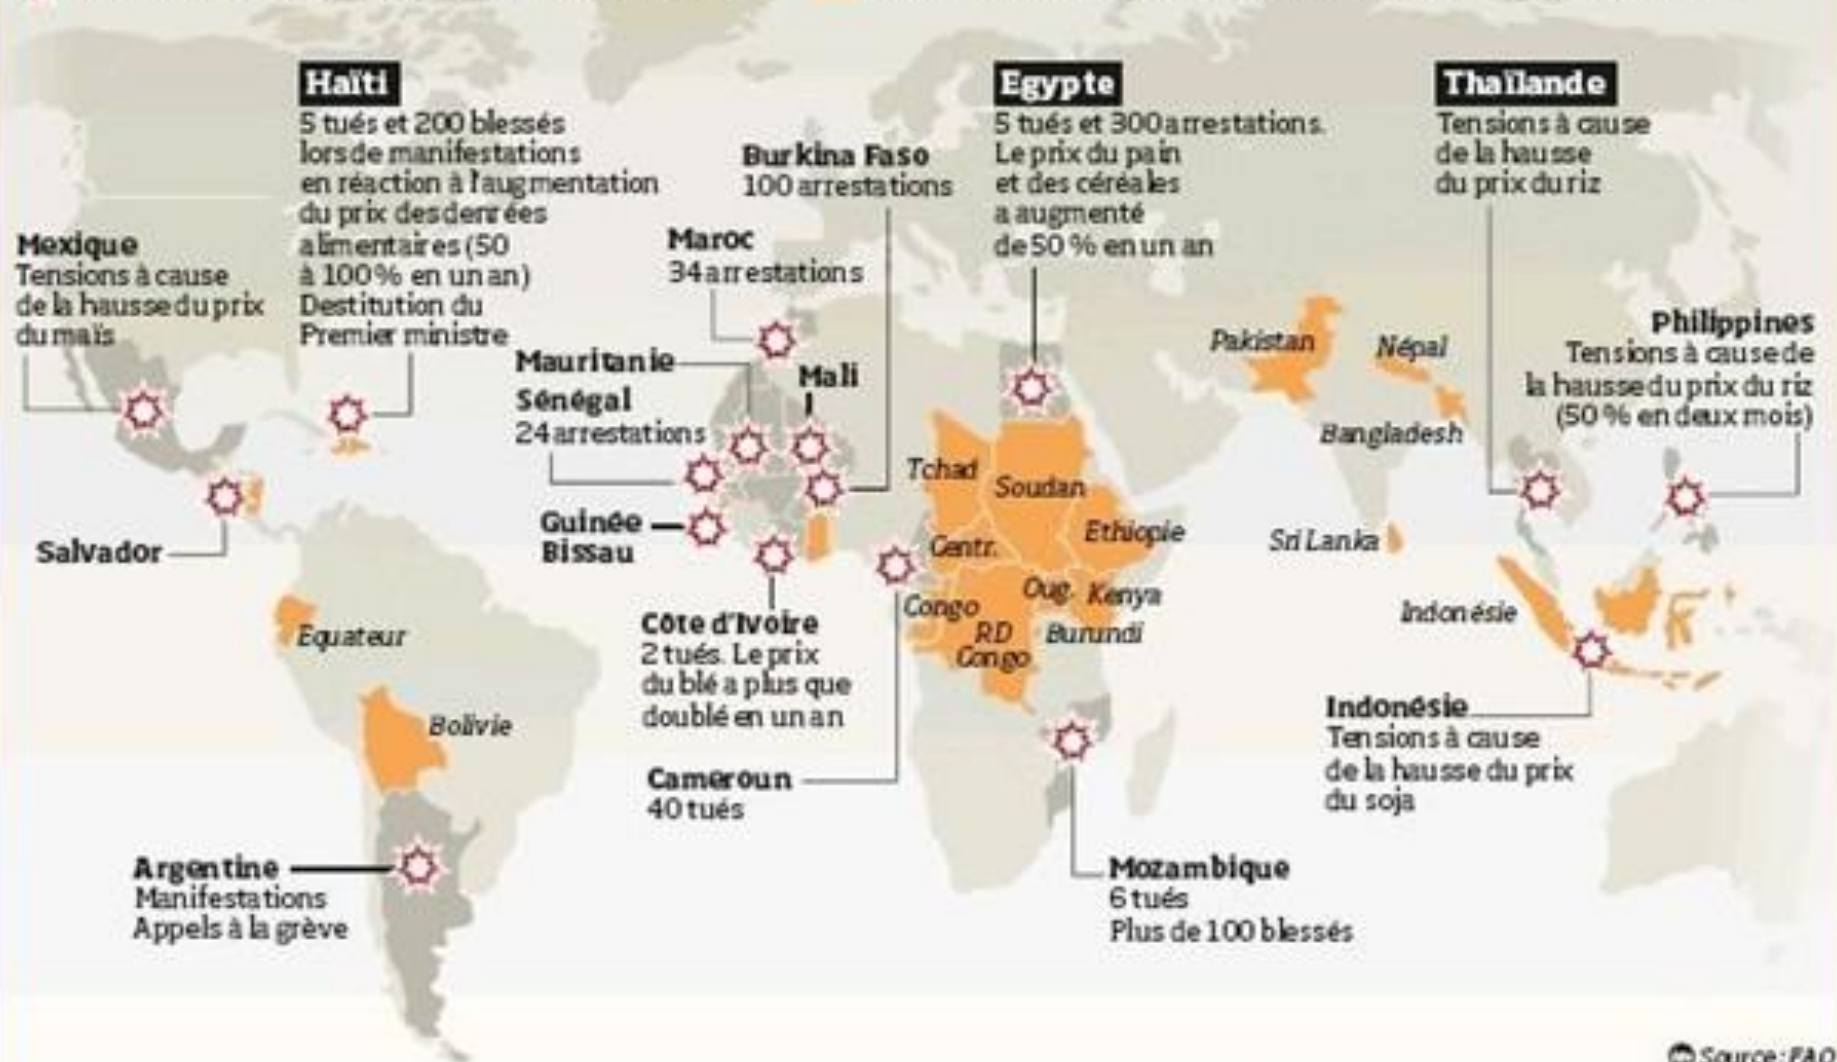 Haïti
5 tués et 200 blessés
lors de manifestations
en réaction à l'augmentation
du prix des denrées
alimentaires (50
à 100% en un an)
Destitution du
Premier ministre
Egypte
5 tués et 300 arrestations.
Le prix du pain
et des céréales
a augmenté
de 50 % en un an
Thaïlande
Tensions à cause
de la hausse
du prix du riz
Burkina Faso
100 arrestations
Maroc
34 arrestations
Mexique
Tensions à cause
de la hausse du prix
du maïs
Mauritanie
Mali
Sénégal
24 arrestations
Pakistan
Népal
Philippines
Tensions à cause de
la hausse du prix du riz
(50 % en deux mois)
Bangladesh
Tchad
Soudan
Ethiopie
Centr.
Sri Lanka
Salvador
Guinée
Bissau
Oug.
Kenya
Congo
RD
Congo
Burundi
Indonésie
Equateur
Côte d'Ivoire
2 tués. Le prix
du blé a plus que
doublé en un an
Bolivie
Cameroun
40 tués
Indonésie
Tensions à cause
de la hausse du prix
du soja
Argentine
Manifestations
Appels à la grève
Mozambique
6 tués
Plus de 100 blessés
Source: FAO